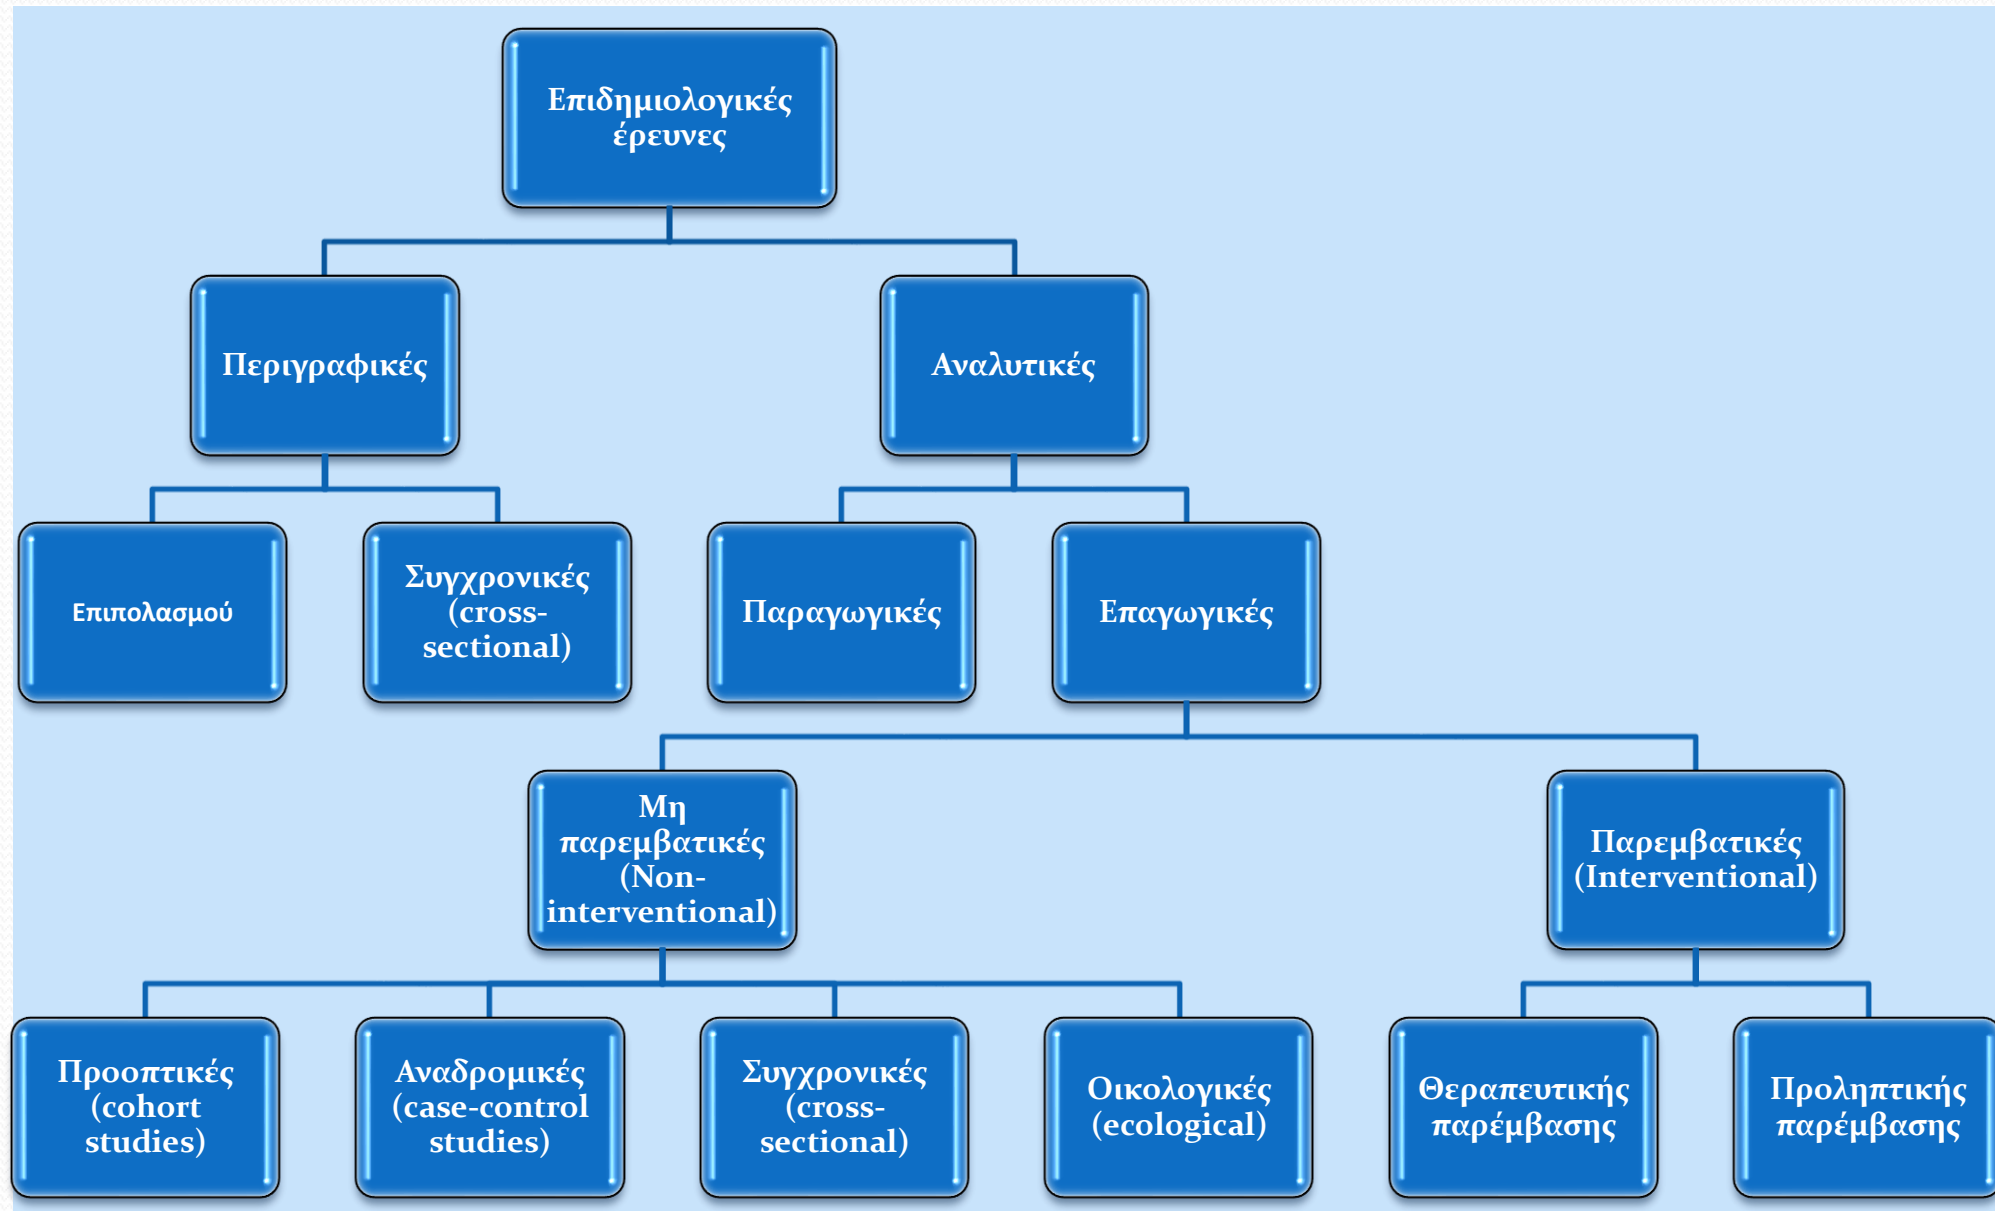 Επιδημιολογικές
έρευνες
Περιγραφικές
Αναλυτικές
Επιπολασμού
Συγχρονικές
(cross-
sectional)
Παραγωγικές
Επαγωγικές
Μη
παρεμβατικές
(Non-
interventional)
Παρεμβατικές
(Interventional)
Προοπτικές
(cohort
studies)
Αναδρομικές
(case-control
studies)
Συγχρονικές
(cross-
sectional)
Οικολογικές
(ecological)
Θεραπευτικής
παρέμβασης
Προληπτικής
παρέμβασης